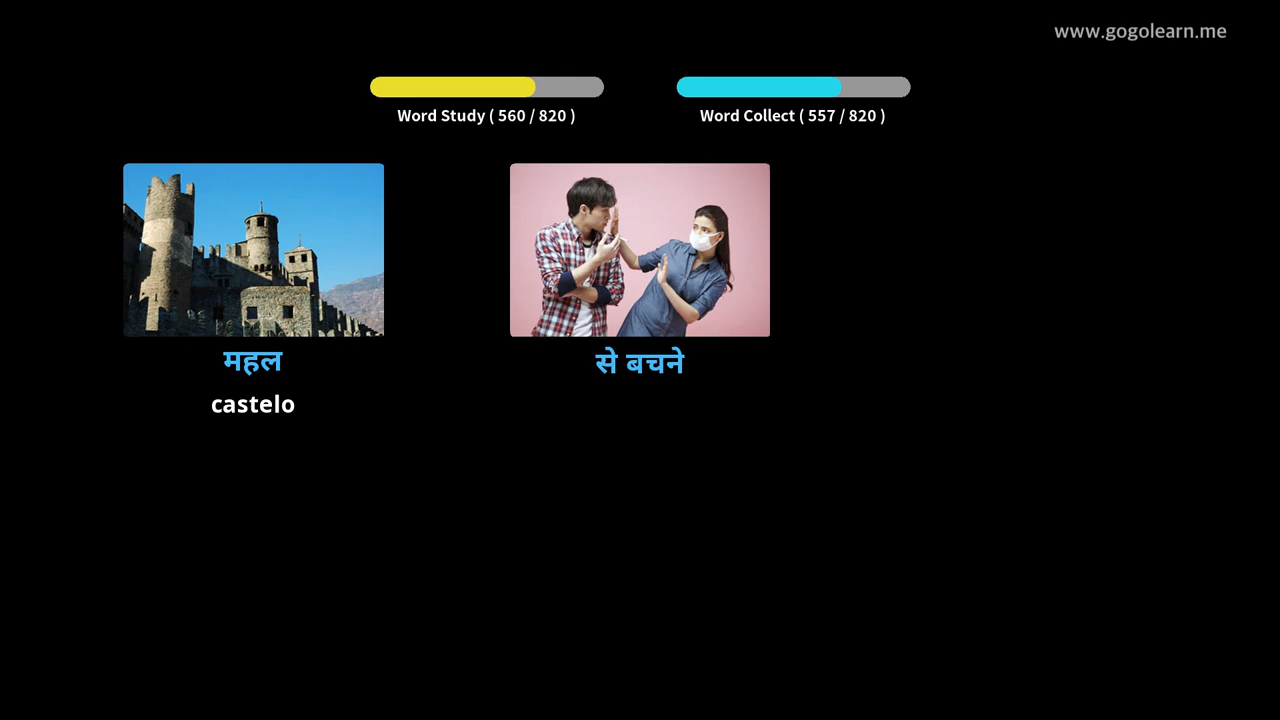 www.gogolearn.me
Word Study ( 560 / 820 )
Word Collect ( 557 / 820 )
महल
से बचने
castelo